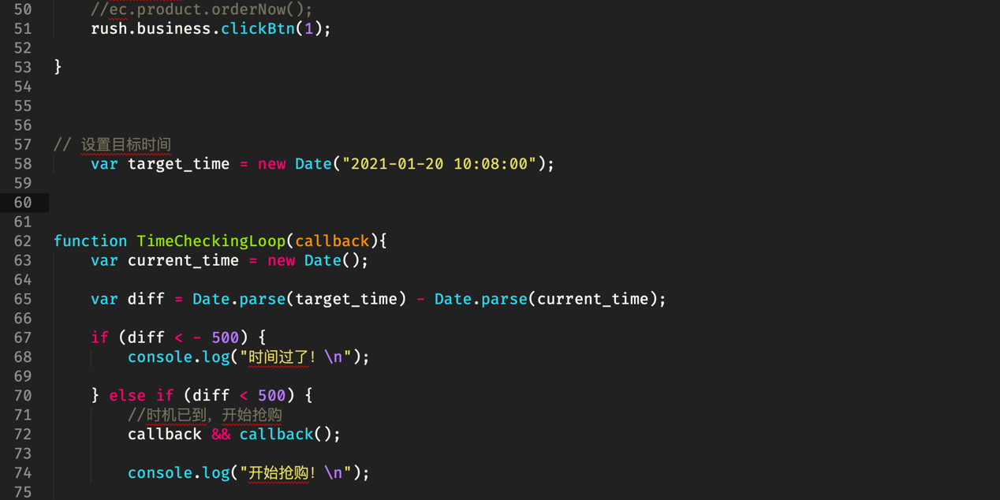 50 //ec.product.orderNow();
51 rush.business.clickBtn(1);
52
53 }
54
55
56
57 // 设置目标时间
58 var target_time = new Date("2021-01-20 10:08:00");
59
60
61
62 function TimeCheckingLoop(callback){
63 var current_time = new Date();
64
65 var diff = Date.parse(target_time) - Date.parse(current_time);
66
67 if (diff < - 500) {
68 console.log("时间过了! \n");
69
70 } else if (diff < 500) {
71 //时机已到, 开始抢购
72 callback && callback();
73
74 console.log("开始抢购! \n");
75